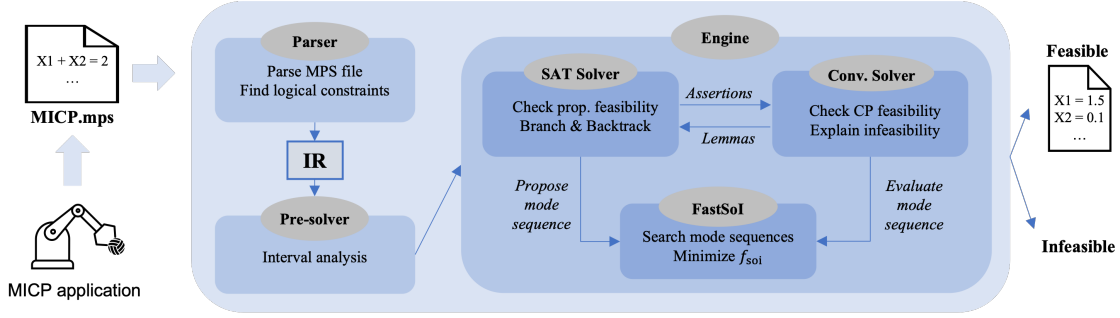 X1 + X2 = 2
…
MICP.mps
MICP application
Parser
Parse MPS file
Find logical constraints
IR
Pre-solver
Interval analysis
Engine
SAT Solver
Check prop. feasibility
Branch & Backtrack
Assertions
Lemmas
Conv. Solver
Check CP feasibility
Explain infeasibility
Propose
mode
sequence
FastSoI
Search mode sequences
Minimize f_soi
Evaluate
mode
sequence
Feasible
X1 = 1.5
X2 = 0.1
…
Infeasible